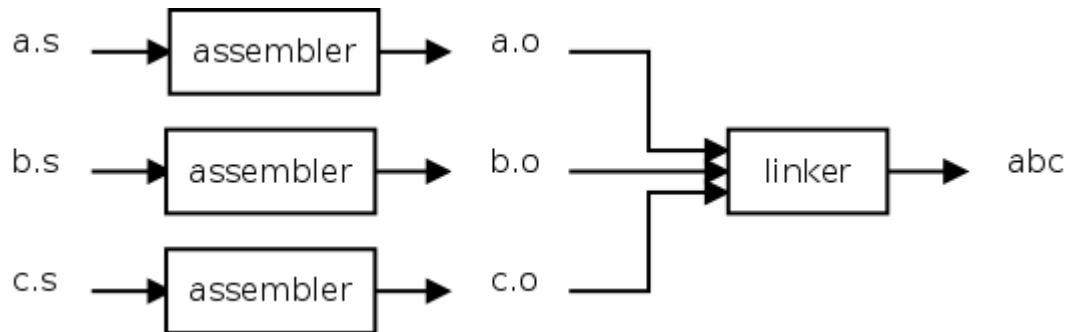 a.s assembler a.o
b.s assembler b.o linker abc
c.s assembler c.o